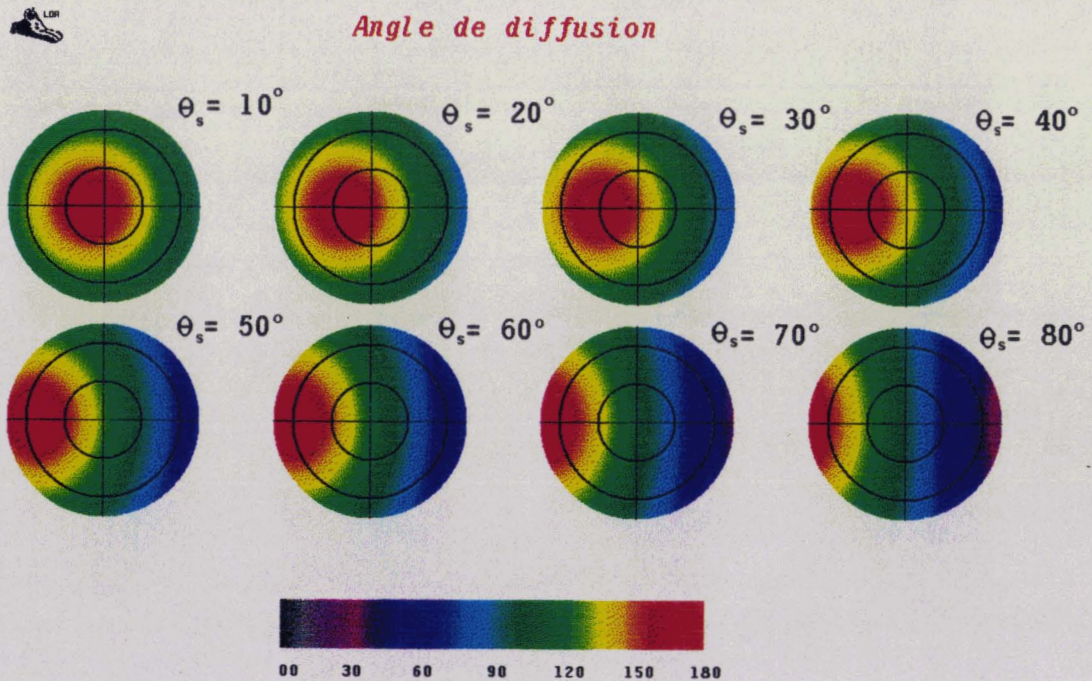 LOA
Angle de diffusion
θs= 10°
θs= 20°
θs= 30°
θs= 40°
θs= 50°
θs= 60°
θs= 70°
θs= 80°
00 30 60 90 120 150 180